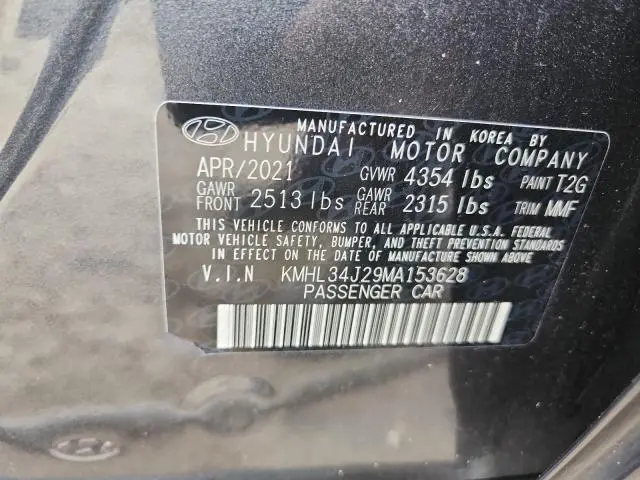 MANUFACTURED IN KOREA BY
HYUNDAI MOTOR COMPANY
APR/2021 GVWR 4354 lbs PAINT T2G
GAWR FRONT 2513 lbs GAWR REAR 2315 lbs TRIM MMF
THIS VEHICLE CONFORMS TO ALL APPLICABLE U.S.A. FEDERAL
MOTOR VEHICLE SAFETY, BUMPER, AND THEFT PREVENTION STANDARDS
IN EFFECT ON THE DATE OF MANUFACTURE SHOWN ABOVE.
V.I.N KMHL34J29MA153628
PASSENGER CAR